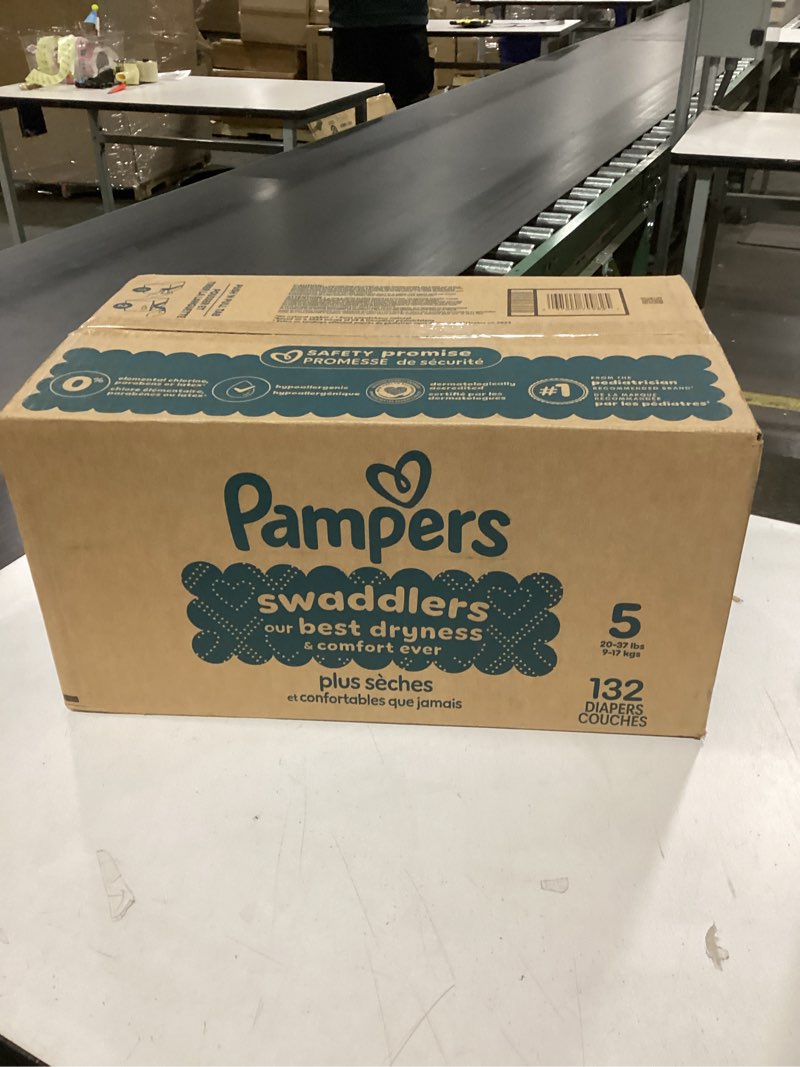 SAFETY promise
PROMESSE de sécurité
0%
elemental chlorine,
parabens or latex*
chlore élémentaire,
parabènes ou latex*
hypoallergenic
hypoallergénique
dermatologically
accredited
certifié par les
dermatologues
#1
FROM THE
pediatrician
RECOMMENDED BRAND*
DE LA MARQUE
RECOMMANDÉE
par les pédiatres*
Pampers
swaddlers
our best dryness
& comfort ever
plus sèches
et confortables que jamais
5
20-37 lbs
9-17 kgs
132
DIAPERS
COUCHES